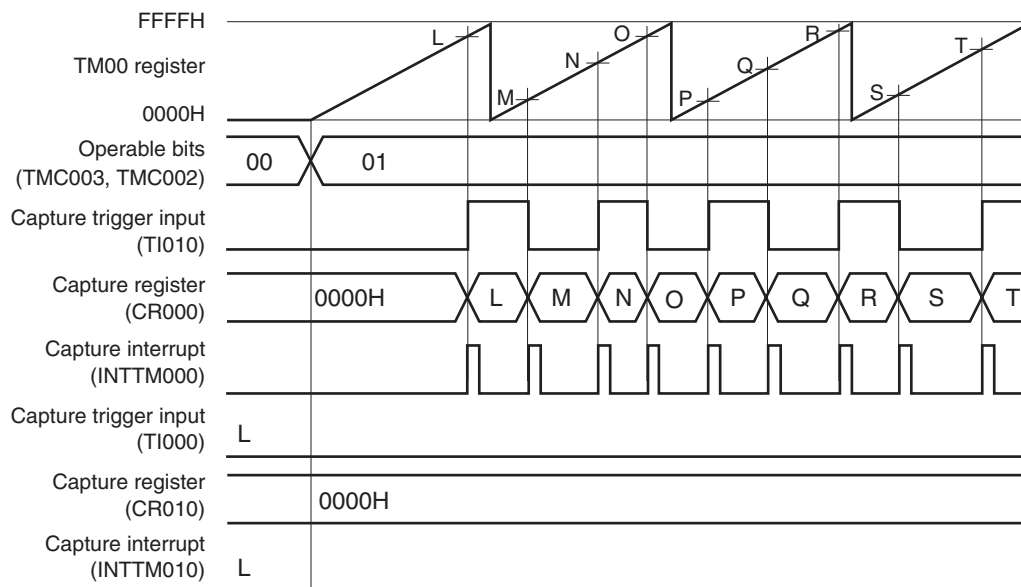 FFFFH
TM00 register
0000H
L
M
N
O
P
Q
R
S
T
Operable bits
(TMC003, TMC002)
00
01
Capture trigger input
(TI010)
Capture register
(CR000)
0000H
L
M
N
O
P
Q
R
S
T
Capture interrupt
(INTTM000)
Capture trigger input
(TI000)
L
Capture register
(CR010)
0000H
Capture interrupt
(INTTM010)
L